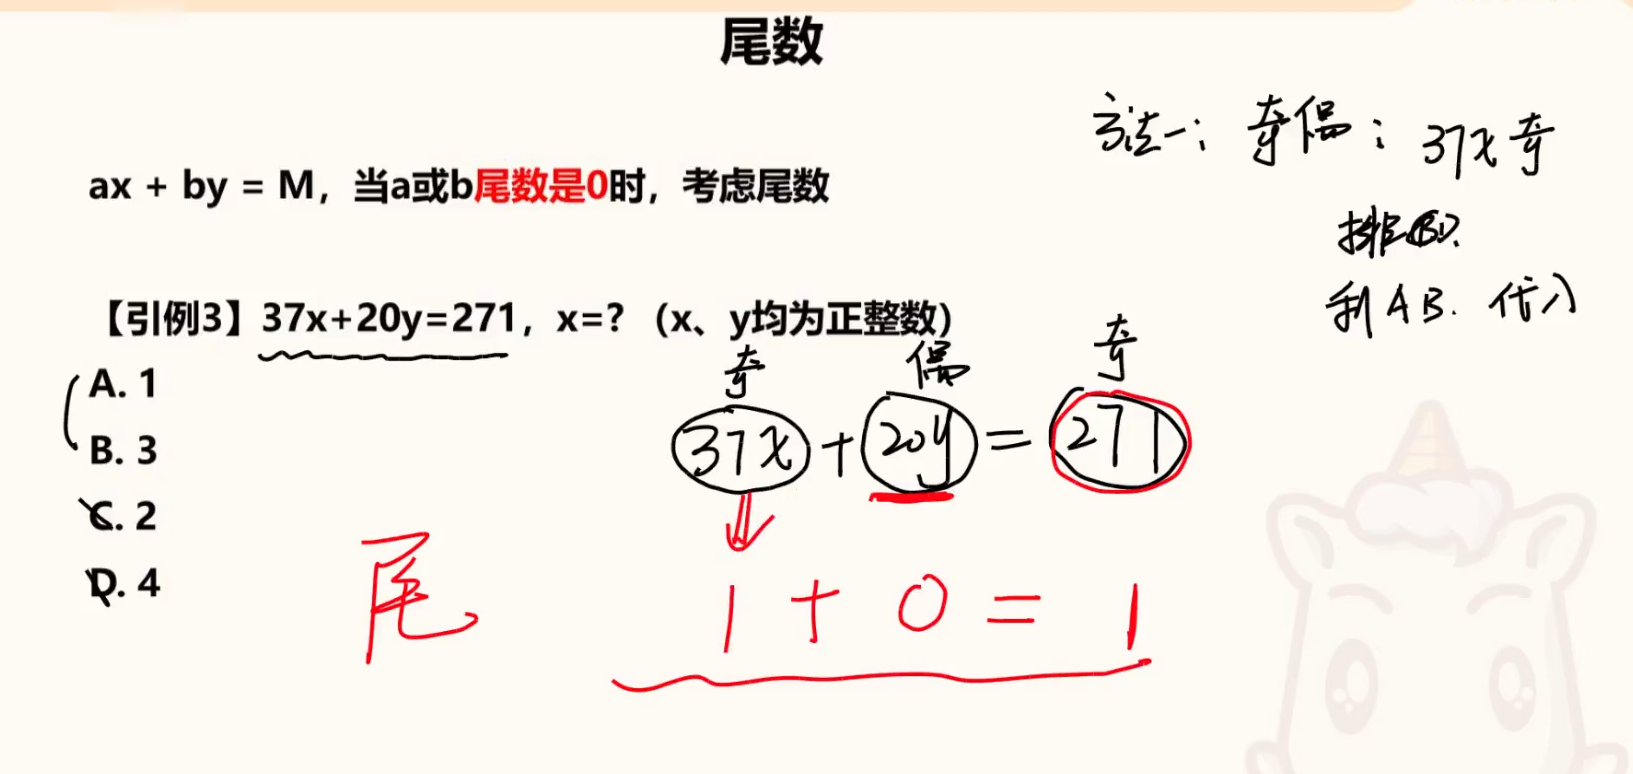 尾数
方法一：奇偶：37x奇
ax + by = M，当a或b尾数是0时，考虑尾数
排
剩AB. 代入
【引例3】37x+20y=271，x=?（x、y均为正整数）
奇 偶 奇
A. 1
37x + 20y = 271
B. 3
C. 2
D. 4
尾 1 + 0 = 1